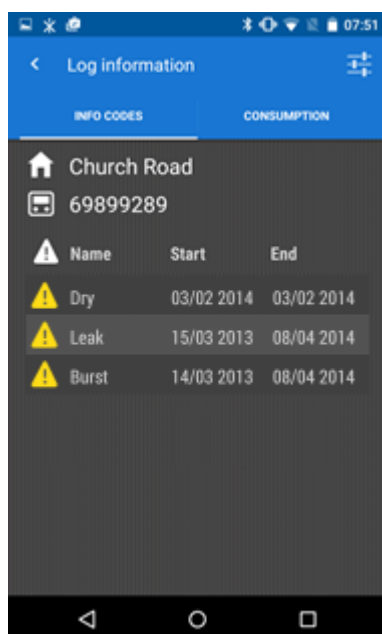 07:51
Log information
INFO CODES CONSUMPTION
Church Road
69899289
Name Start End
Dry 03/02 2014 03/02 2014
Leak 15/03 2013 08/04 2014
Burst 14/03 2013 08/04 2014